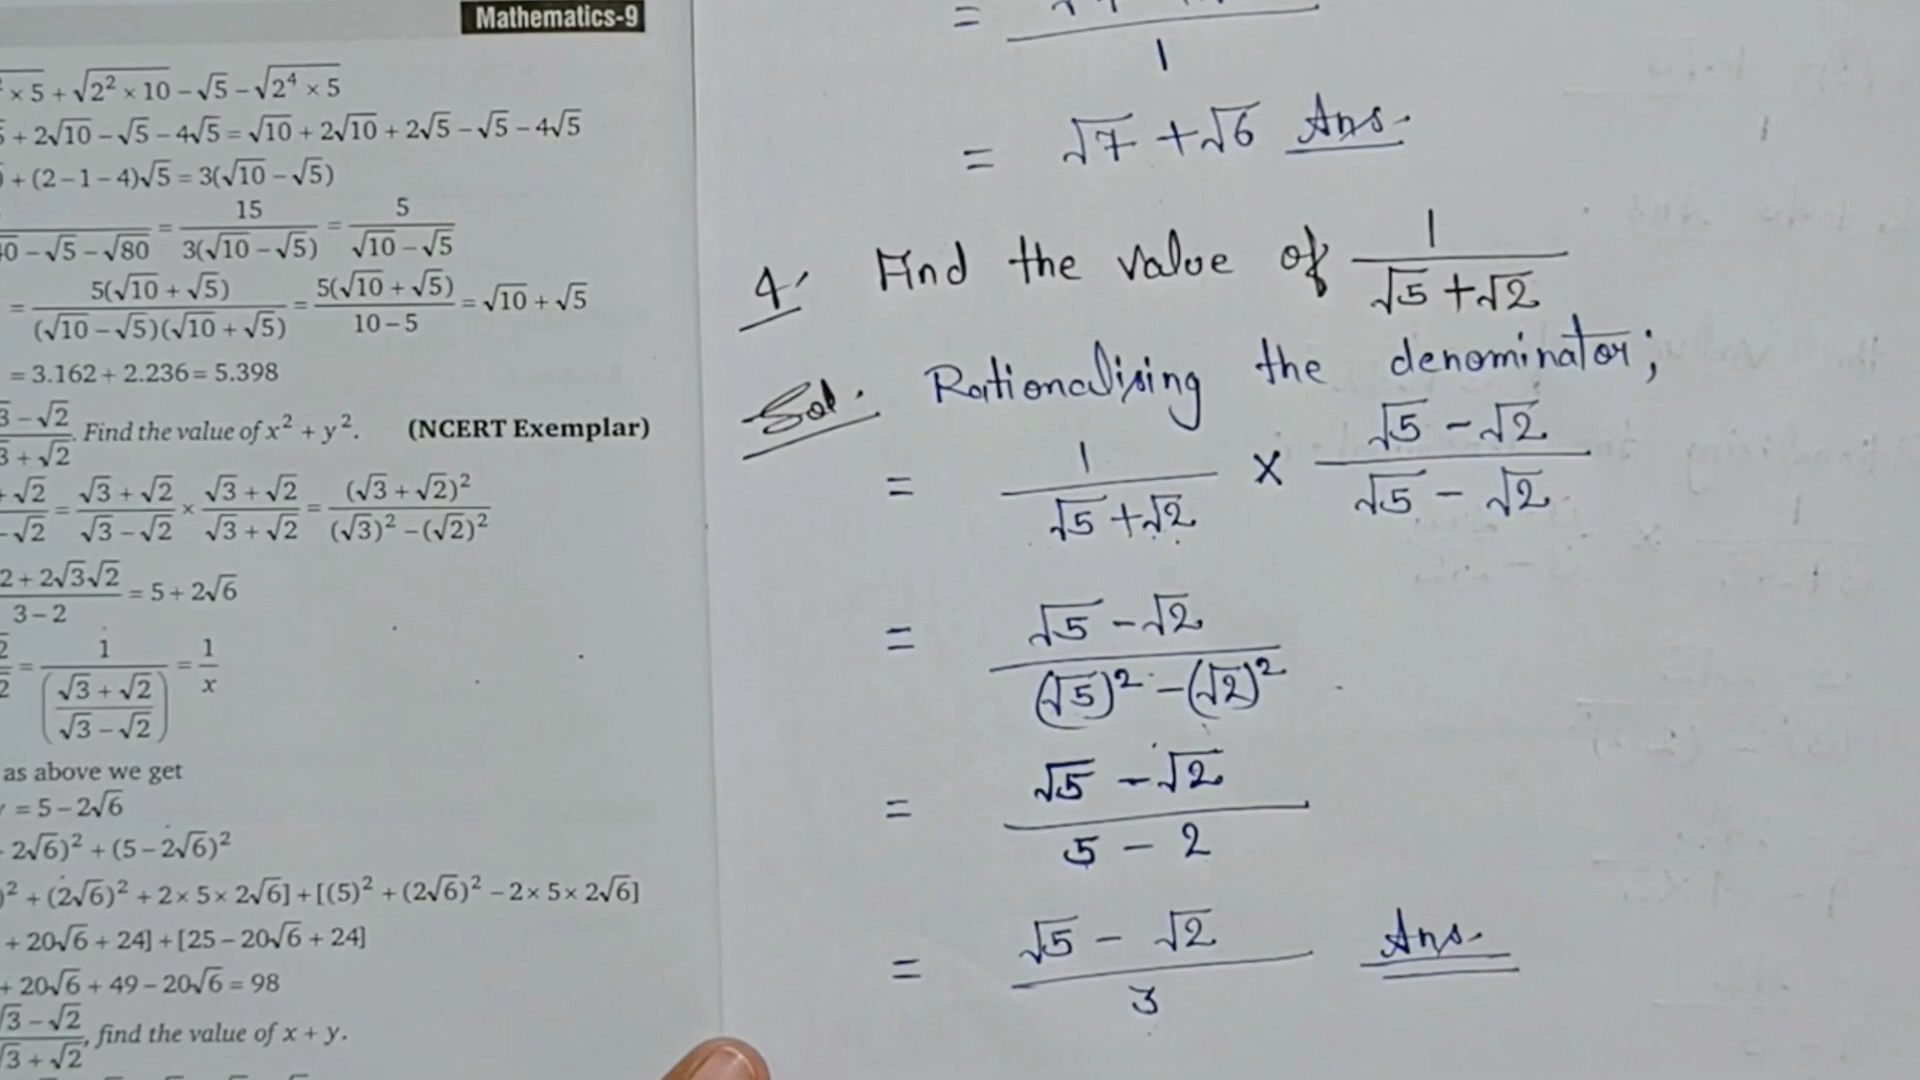 Mathematics-9
× 5 + √(2² × 10) − √5 − √(2⁴ × 5)
+ 2√10 − √5 − 4√5 = √10 + 2√10 + 2√5 − √5 − 4√5
+ (2 − 1 − 4)√5 = 3(√10 − √5)
− √5 − √80 = 15/(3(√10 − √5)) = 5/(√10 − √5)
= 5(√10 + √5)/((√10 − √5)(√10 + √5)) = 5(√10 + √5)/(10 − 5) = √10 + √5
= 3.162 + 2.236 = 5.398
√3 − √2/√3 + √2. Find the value of x² + y². (NCERT Exemplar)
√2/−√2 = (√3 + √2)/(√3 − √2) × (√3 + √2)/(√3 + √2) = (√3 + √2)²/((√3)² − (√2)²)
2 + 2√3√2/3 − 2 = 5 + 2√6
= 1/((√3 + √2)/(√3 − √2)) = 1/x
as above we get
= 5 − 2√6
2√6)² + (5 − 2√6)²
² + (2√6)² + 2 × 5 × 2√6] + [(5)² + (2√6)² − 2 × 5 × 2√6]
+ 20√6 + 24] + [25 − 20√6 + 24]
+ 20√6 + 49 − 20√6 = 98
√3 − √2/√3 + √2, find the value of x + y.
= /1
= √7 + √6 Ans.
4. Find the value of 1/(√5 + √2)
Sol. Rationalising the denominator;
= 1/(√5 + √2) × (√5 − √2)/(√5 − √2)
= (√5 − √2)/((√5)² − (√2)²)
= (√5 − √2)/(5 − 2)
= (√5 − √2)/3 Ans.